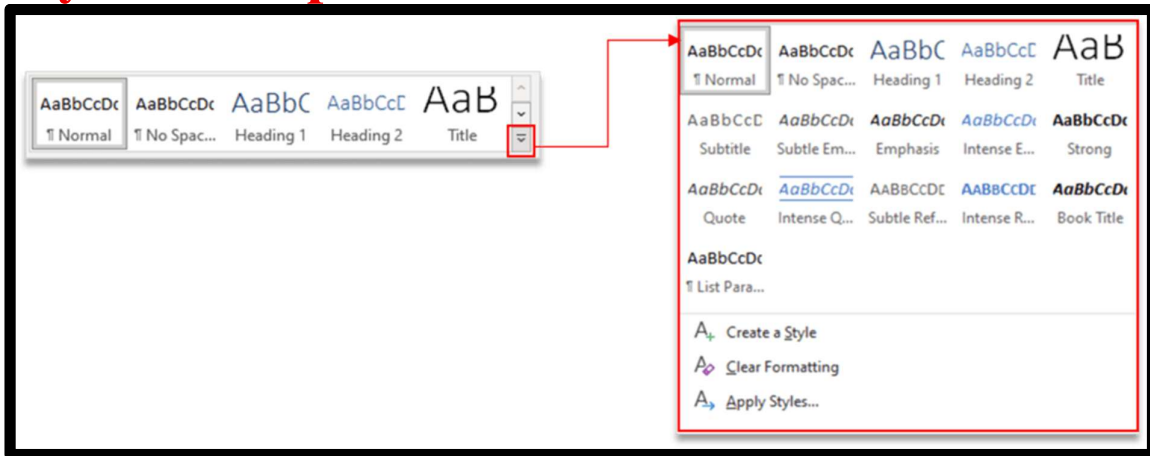 AaBbCcDc AaBbCcDc AaBbC AaBbCcD AaB
¶ Normal ¶ No Spac... Heading 1 Heading 2 Title
AaBbCcDc AaBbCcDc AaBbC AaBbCcE AaB
¶ Normal ¶ No Spac... Heading 1 Heading 2 Title
AaBbCcD AaBbCcDc AaBbCcDc AaBbCcDc AaBbCcDc
Subtitle Subtle Em... Emphasis Intense E... Strong
AaBbCcDc AaBbCcDc AABBCCDD AABBCCDD AaBbCcDc
Quote Intense Q... Subtle Ref... Intense R... Book Title
AaBbCcDc
¶ List Para...
Create a Style
Clear Formatting
Apply Styles...